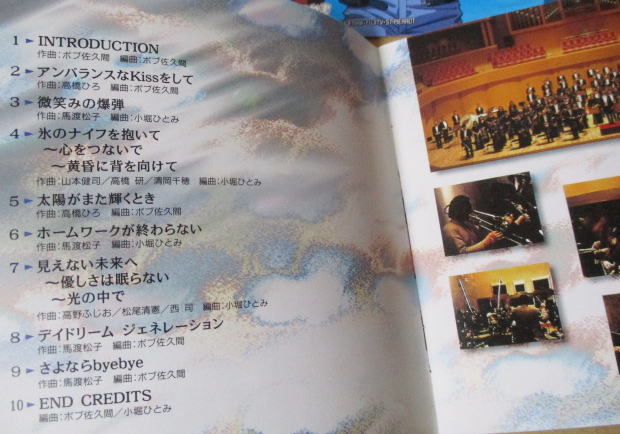 1 ► INTRODUCTION
作曲:ボブ佐久間 編曲:ボブ佐久間
2 ► アンバランスなKissをして
作曲:高橋ひろ 編曲:ボブ佐久間
3 ► 微笑みの爆弾
作曲:馬渡松子 編曲:小堀ひとみ
4 ► 氷のナイフを抱いて
〜心をつないで
〜黄昏に背を向けて
作曲:山本健司/高橋 研/清岡千穂 編曲:小堀ひとみ
5 ► 太陽がまた輝くとき
作曲:高橋ひろ 編曲:ボブ佐久間
6 ► ホームワークが終わらない
作曲:馬渡松子 編曲:小堀ひとみ
7 ► 見えない未来へ
〜優しさは眠らない
〜光の中で
作曲:高野ふじお/松尾清憲/西 司 編曲:小堀ひとみ
8 ► デイドリーム ジェネレーション
作曲:馬渡松子 編曲:ボブ佐久間
9 ► さよならbyebye
作曲:馬渡松子 編曲:ボブ佐久間
10 ► END CREDITS
編曲:ボブ佐久間/小堀ひとみ